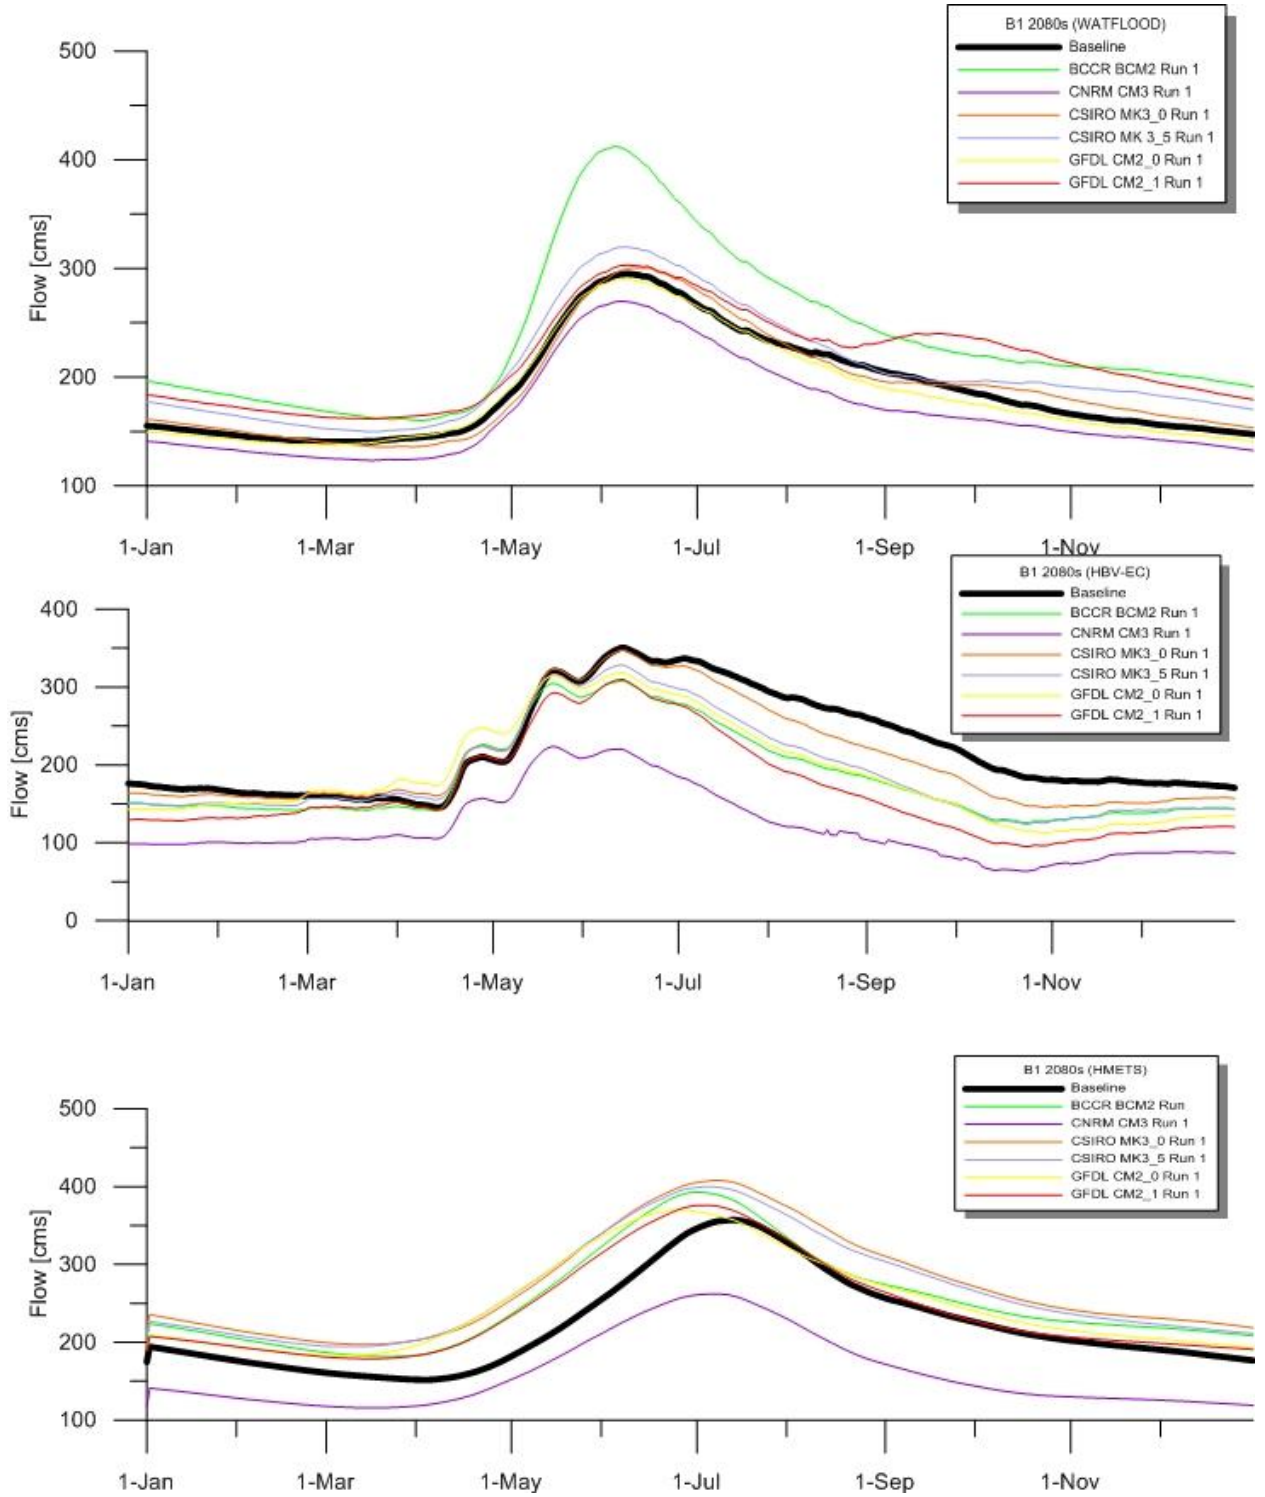 B1 2080s (WATFLOOD)
Baseline
BCCR BCM2 Run 1
CNRM CM3 Run 1
CSIRO MK3_0 Run 1
CSIRO MK 3_5 Run 1
GFDL CM2_0 Run 1
GFDL CM2_1 Run 1
500
400
300
200
100
Flow [cms]
1-Jan 1-Mar 1-May 1-Jul 1-Sep 1-Nov
B1 2080s (HBV-EC)
Baseline
BCCR BCM2 Run 1
CNRM CM3 Run 1
CSIRO MK3_0 Run 1
CSIRO MK3_5 Run 1
GFDL CM2_0 Run 1
GFDL CM2_1 Run 1
400
300
200
100
0
Flow [cms]
1-Jan 1-Mar 1-May 1-Jul 1-Sep 1-Nov
B1 2080s (HMETS)
Baseline
BCCR BCM2 Run
CNRM CM3 Run 1
CSIRO MK3_0 Run 1
CSIRO MK3_5 Run 1
GFDL CM2_0 Run 1
GFDL CM2_1 Run 1
500
400
300
200
100
Flow [cms]
1-Jan 1-Mar 1-May 1-Jul 1-Sep 1-Nov